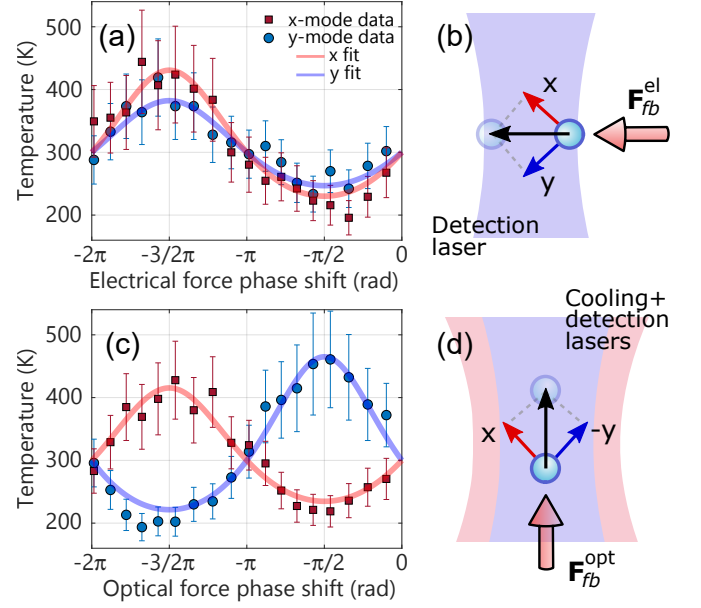 (a)
x-mode data
y-mode data
x fit
y fit
500
400
300
200
Temperature (K)
-2π
-3/2π
-π
-π/2
0
Electrical force phase shift (rad)
(b)
x
y
F_fb^el
Detection
laser
(c)
500
400
300
200
Temperature (K)
-2π
-3/2π
-π
-π/2
0
Optical force phase shift (rad)
(d)
Cooling+
detection
lasers
x
-y
F_fb^opt